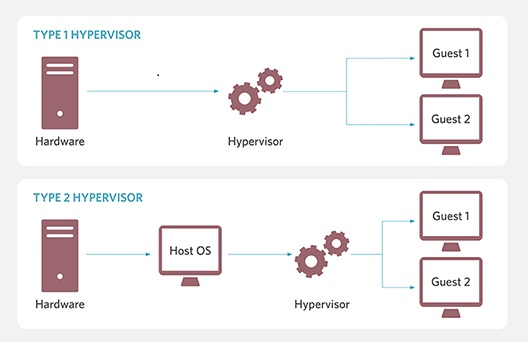 TYPE 1 HYPERVISOR
Guest 1
Guest 2
Hardware
Hypervisor
TYPE 2 HYPERVISOR
Guest 1
Host OS
Guest 2
Hardware
Hypervisor